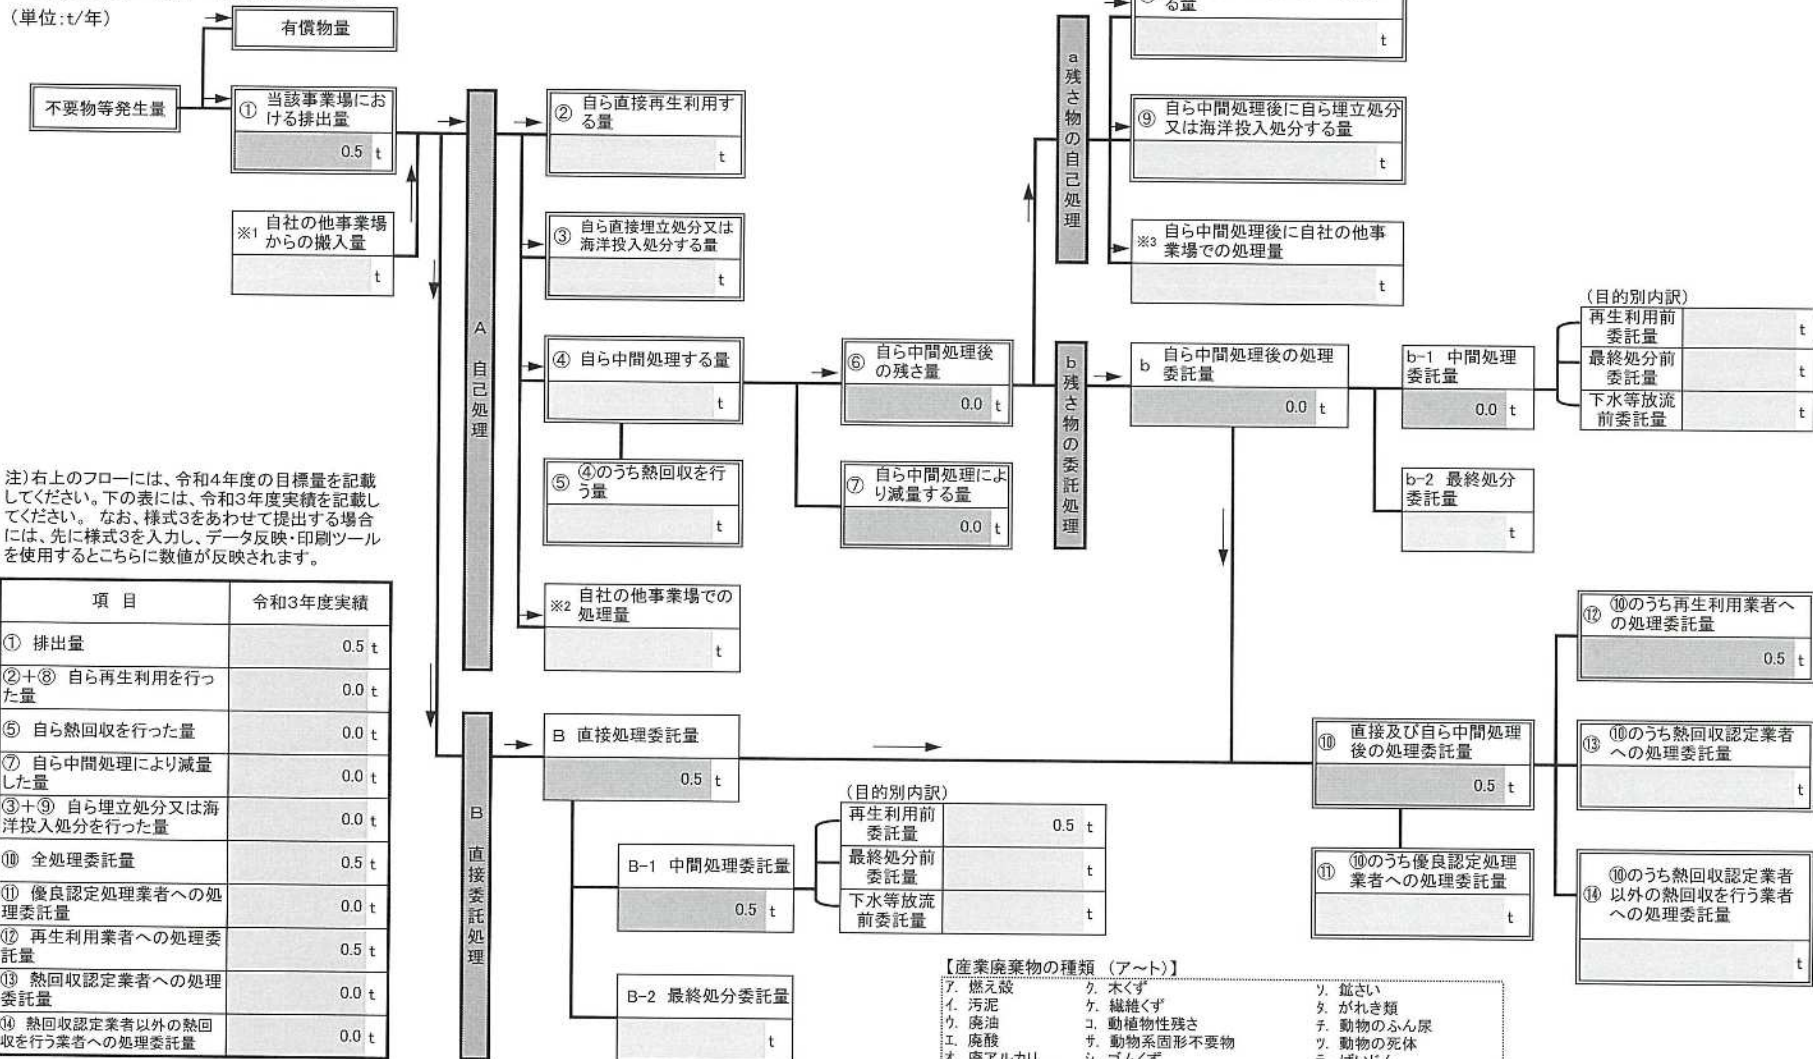 (単位:t/年)
有償物量
不要物等発生量
① 当該事業場にお
ける排出量
0.5 t
※1 自社の他事業場
からの搬入量
t
A 自己処理
② 自ら直接再生利用す
る量
t
③ 自ら直接埋立処分又は
海洋投入処分する量
t
④ 自ら中間処理する量
t
⑤ ④のうち熱回収を行
う量
t
※2 自社の他事業場での
処理量
t
⑥ 自ら中間処理後
の残さ量
0.0 t
⑦ 自ら中間処理によ
り減量する量
0.0 t
a 残さ物の自己処理
る量
t
⑨ 自ら中間処理後に自ら埋立処分
又は海洋投入処分する量
t
※3 自ら中間処理後に自社の他事
業場での処理量
t
b 残さ物の委託処理
b 自ら中間処理後の処理
委託量
0.0 t
b-1 中間処理
委託量
0.0 t
b-2 最終処分
委託量
t
(目的別内訳)
再生利用前
委託量
t
最終処分前
委託量
t
下水等放流
前委託量
t
注)右上のフローには、令和4年度の目標量を記載
してください。下の表には、令和3年度実績を記載し
てください。 なお、様式3をあわせて提出する場合
には、先に様式3を入力し、データ反映・印刷ツール
を使用するとこちらに数値が反映されます。
項 目 令和3年度実績
① 排出量 0.5 t
②+⑧ 自ら再生利用を行っ
た量 0.0 t
⑤ 自ら熱回収を行った量 0.0 t
⑦ 自ら中間処理により減量
した量 0.0 t
③+⑨ 自ら埋立処分又は海
洋投入処分を行った量 0.0 t
⑩ 全処理委託量 0.5 t
⑪ 優良認定処理業者への処
理委託量 0.0 t
⑫ 再生利用業者への処理委
託量 0.5 t
⑬ 熱回収認定業者への処理
委託量 0.0 t
⑭ 熱回収認定業者以外の熱回
収を行う業者への処理委託量 0.0 t
B 直接委託処理
B 直接処理委託量
0.5 t
B-1 中間処理委託量
0.5 t
B-2 最終処分委託量
t
(目的別内訳)
再生利用前
委託量
0.5 t
最終処分前
委託量
t
下水等放流
前委託量
t
⑩ 直接及び自ら中間処理
後の処理委託量
0.5 t
⑪ ⑩のうち優良認定処理
業者への処理委託量
t
⑫ ⑩のうち再生利用業者へ
の処理委託量
0.5 t
⑬ ⑩のうち熱回収認定業者
への処理委託量
t
⑭ ⑩のうち熱回収認定業者
以外の熱回収を行う業者
への処理委託量
t
【産業廃棄物の種類 (ア~ト)】
ア. 燃え殻 ク. 木くず ソ. 鉱さい
イ. 汚泥 ケ. 繊維くず タ. がれき類
ウ. 廃油 コ. 動植物性残さ チ. 動物のふん尿
エ. 廃酸 サ. 動物系固形不要物 ツ. 動物の死体
オ. 廃アルカリ シ. ゴムくず テ. ばいじん